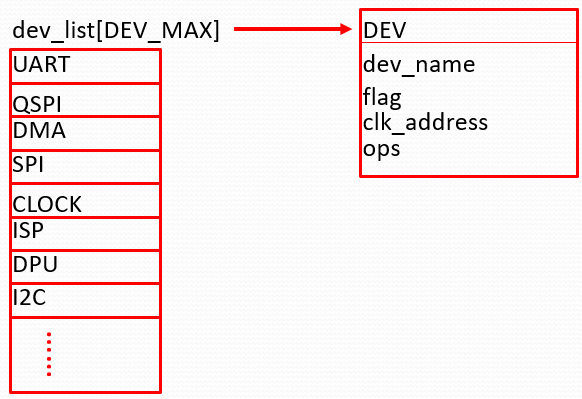 dev_list[DEV_MAX]
UART
QSPI
DMA
SPI
CLOCK
ISP
DPU
I2C
DEV
dev_name
flag
clk_address
ops